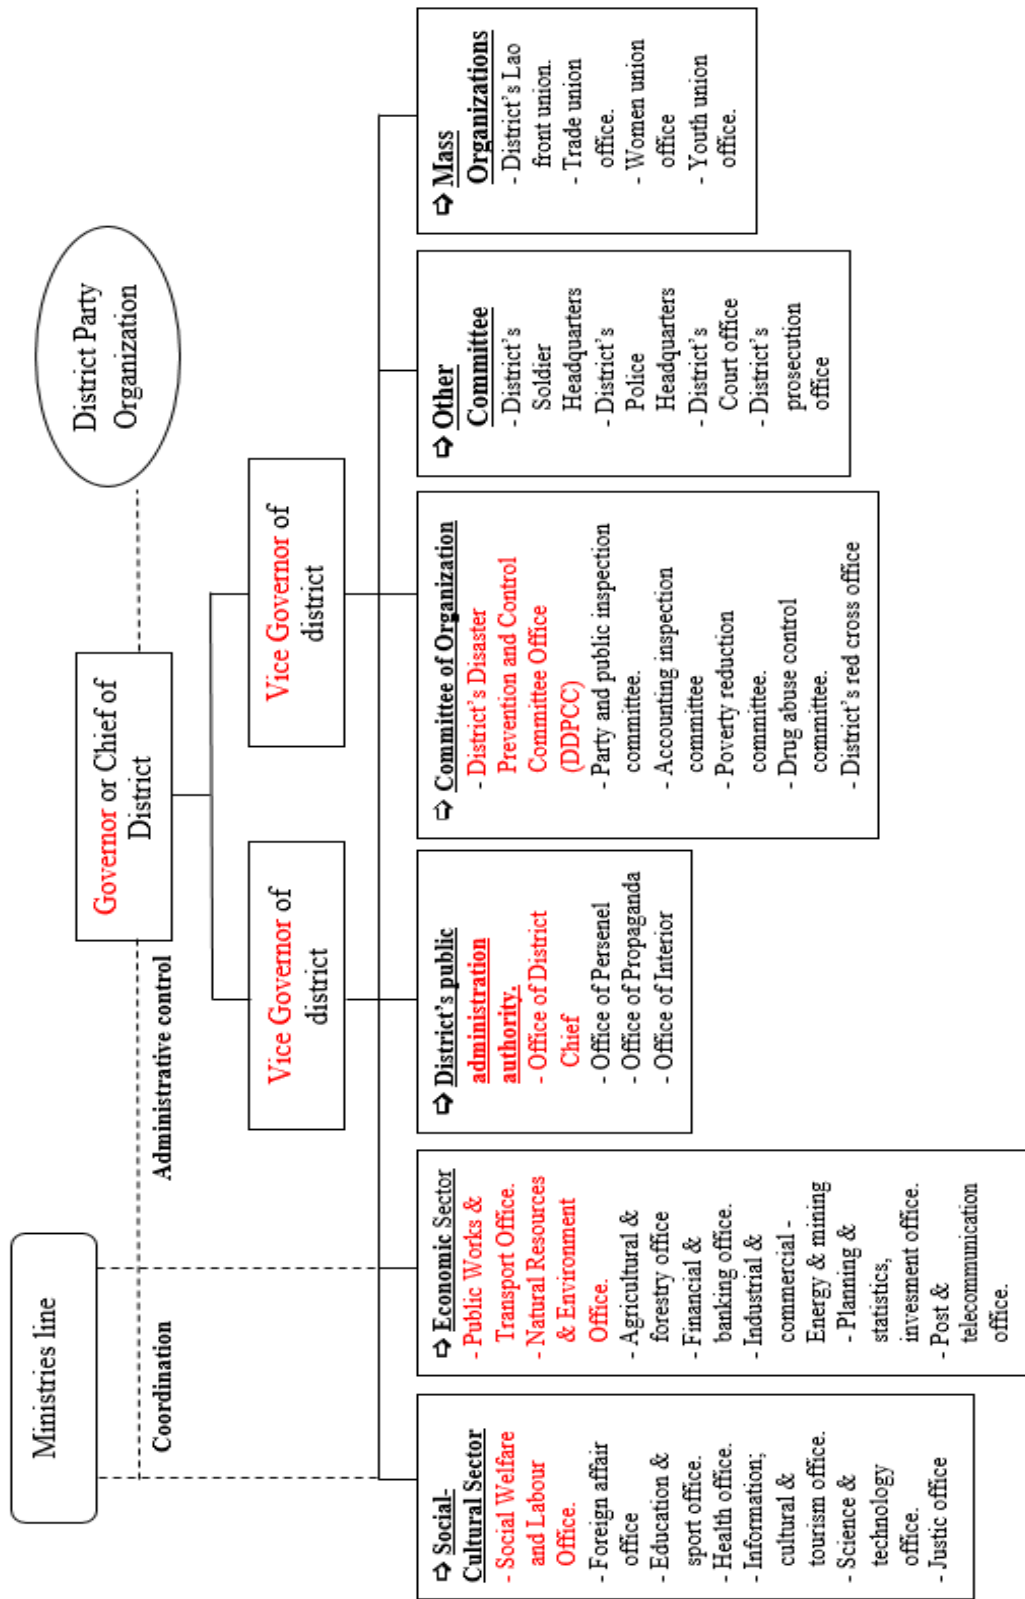 Ministries line
Governor or Chief of
District
District Party
Organization
Coordination
Administrative control
Vice Governor of
district
Vice Governor of
district
⇨ Social-
Cultural Sector
- Social Welfare
and Labour
Office.
- Foreign affair
office
- Education &
sport office.
- Health office.
- Information;
cultural &
tourism office.
- Science &
technology
office.
- Justic office
⇨ Economic Sector
- Public Works &
Transport Office.
- Natural Resources
& Environment
Office.
- Agricultural &
forestry office
- Financial &
banking office.
- Industrial &
commercial -
Energy & mining
- Planning &
statistics,
invesment office.
- Post &
telecommunication
office.
⇨ District's public
administration
authority.
- Office of District
Chief
- Office of Persenel
- Office of Propaganda
- Office of Interior
⇨ Committee of Organization
- District's Disaster
Prevention and Control
Committee Office
(DDPCC)
- Party and public inspection
committee.
- Accounting inspection
committee
- Poverty reduction
committee.
- Drug abuse control
committee.
- District's red cross office
⇨ Other
Committee
- District's
Soldier
Headquarters
- District's
Police
Headquarters
- District's
Court office
- District's
prosecution
office
⇨ Mass
Organizations
- District's Lao
front union.
- Trade union
office.
- Women union
office
- Youth union
office.